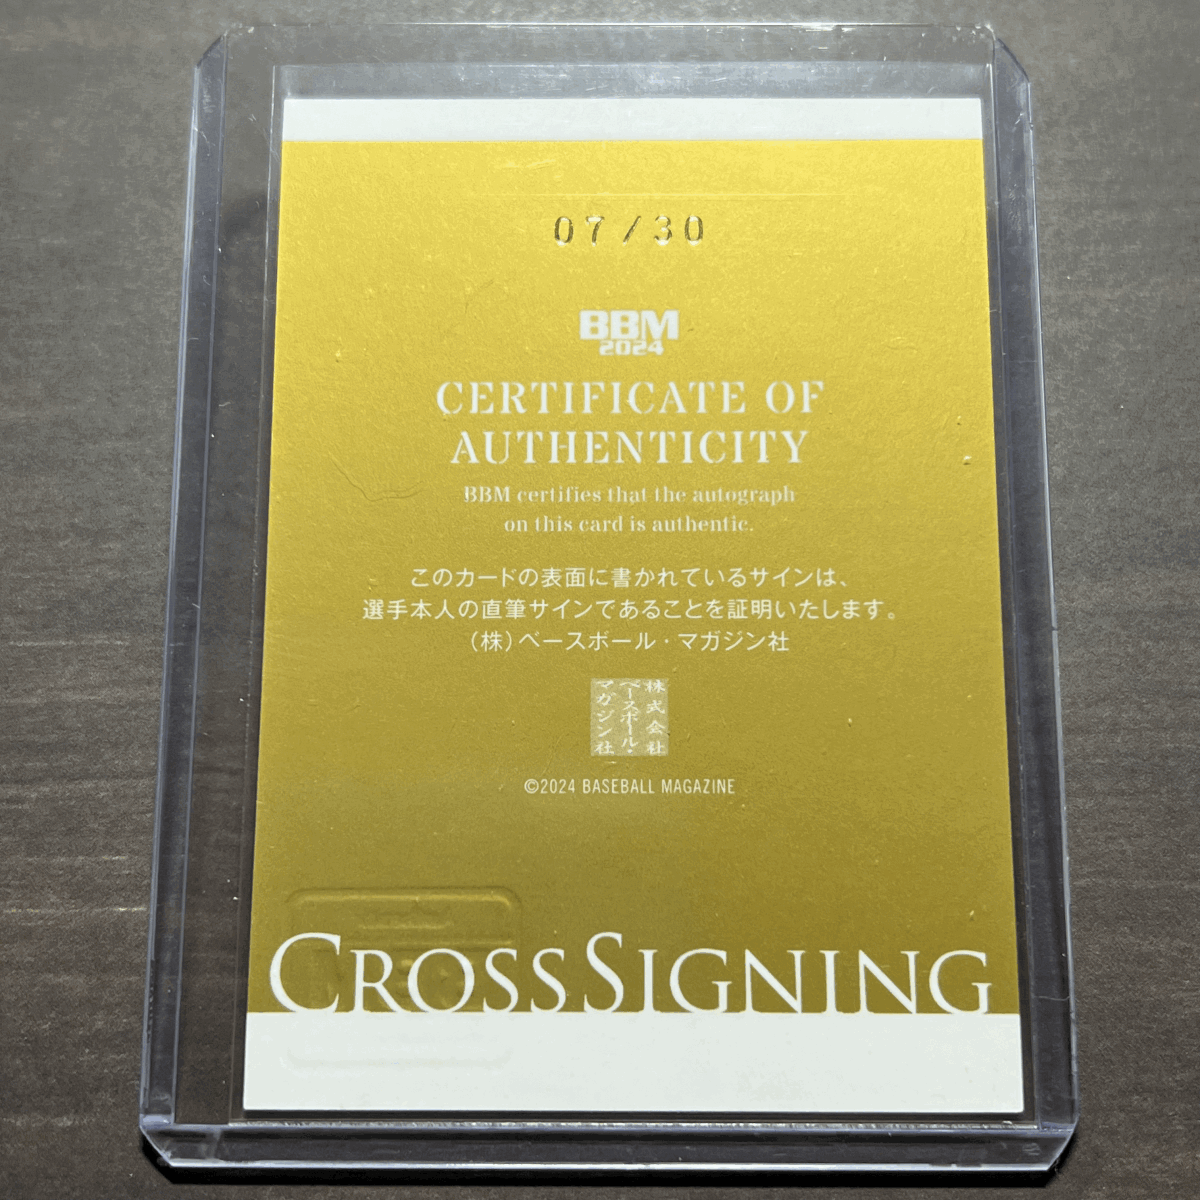 07/30
BBM
2024
CERTIFICATE OF
AUTHENTICITY
BBM certifies that the autograph
on this card is authentic.
このカードの表面に書かれているサインは、
選手本人の直筆サインであることを証明いたします。
(株)ベースボール・マガジン社
株式会社
ベースボール・
マガジン社
©2024 BASEBALL MAGAZINE
CROSSSIGNING